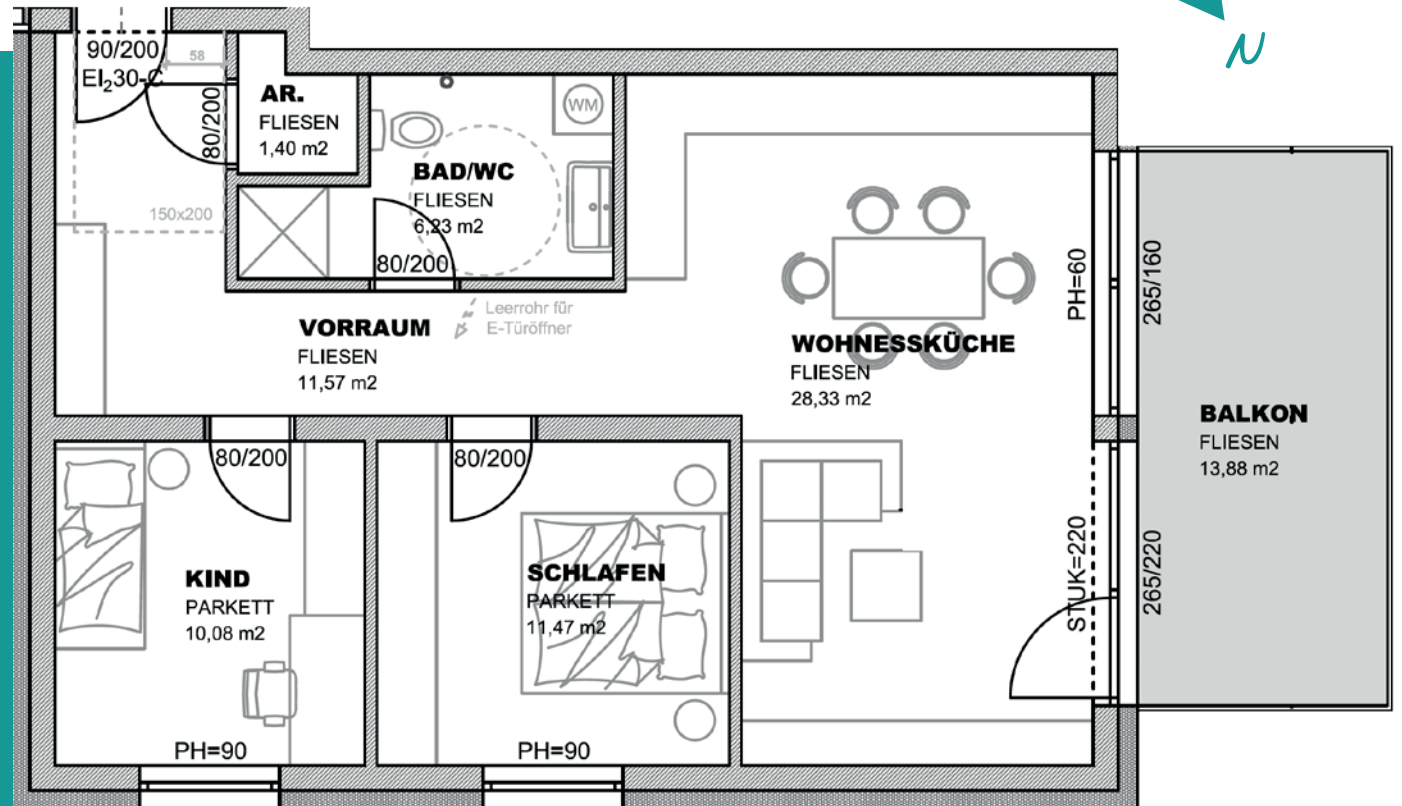 N
90/200
EI₂30-C
58
80/200
150x200
AR.
FLIESEN
1,40 m2
WM
BAD/WC
FLIESEN
6,23 m2
80/200
Leerrohr für
E-Türöffner
VORRAUM
FLIESEN
11,57 m2
WOHNESSKÜCHE
FLIESEN
28,33 m2
PH=60
265/160
BALKON
FLIESEN
13,88 m2
STUK=220
265/220
80/200
KIND
PARKETT
10,08 m2
PH=90
80/200
SCHLAFEN
PARKETT
11,47 m2
PH=90